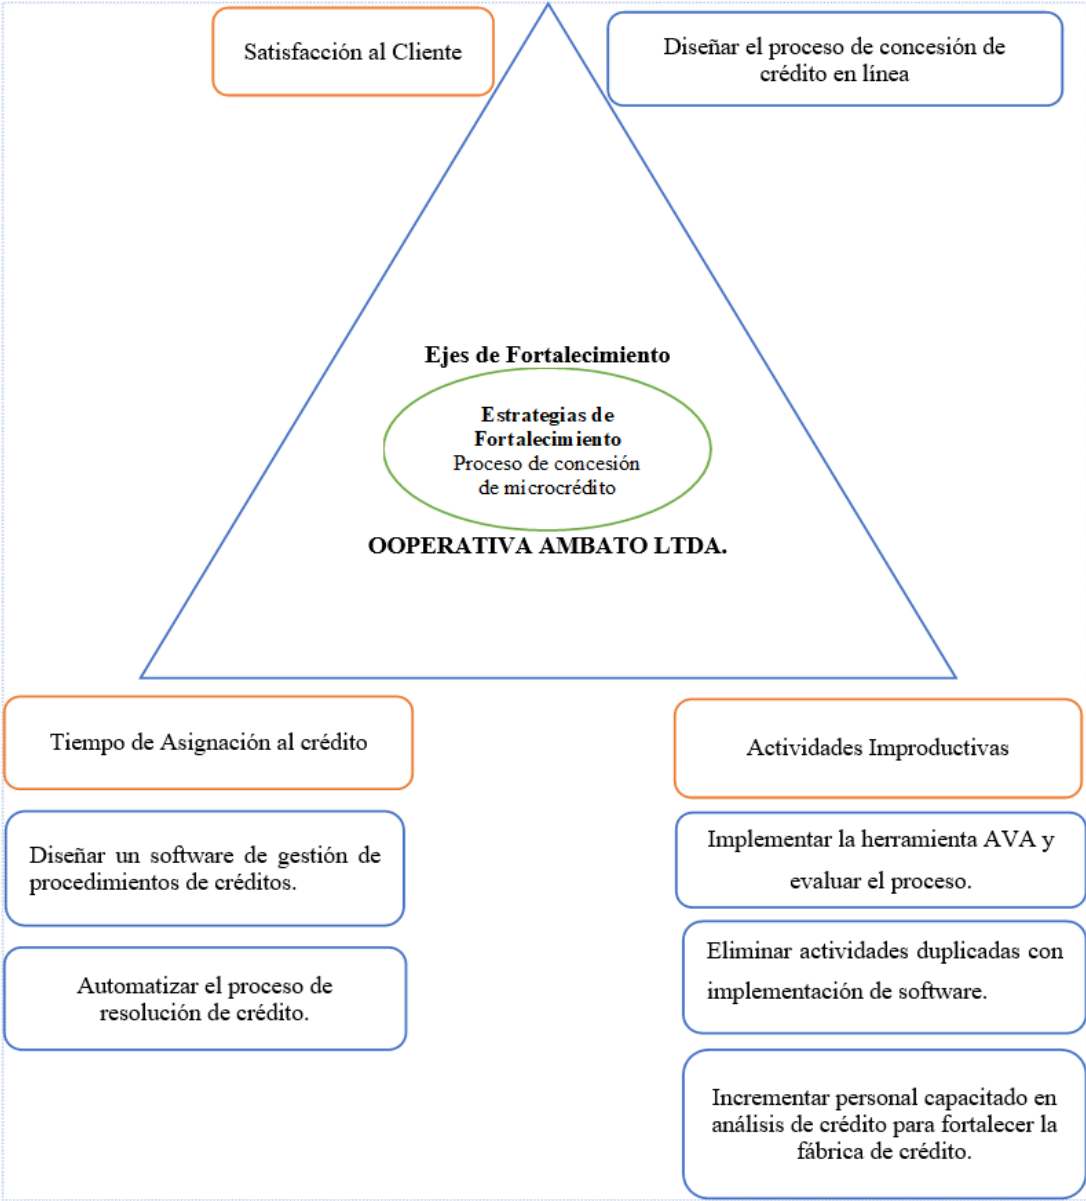 Satisfacción al Cliente
Diseñar el proceso de concesión de
crédito en línea
Ejes de Fortalecimiento
Estrategias de
Fortalecimiento
Proceso de concesión
de microcrédito
OOPERATIVA AMBATO LTDA.
Tiempo de Asignación al crédito
Diseñar un software de gestión de
procedimientos de créditos.
Automatizar el proceso de
resolución de crédito.
Actividades Improductivas
Implementar la herramienta AVA y
evaluar el proceso.
Eliminar actividades duplicadas con
implementación de software.
Incrementar personal capacitado en
análisis de crédito para fortalecer la
fábrica de crédito.